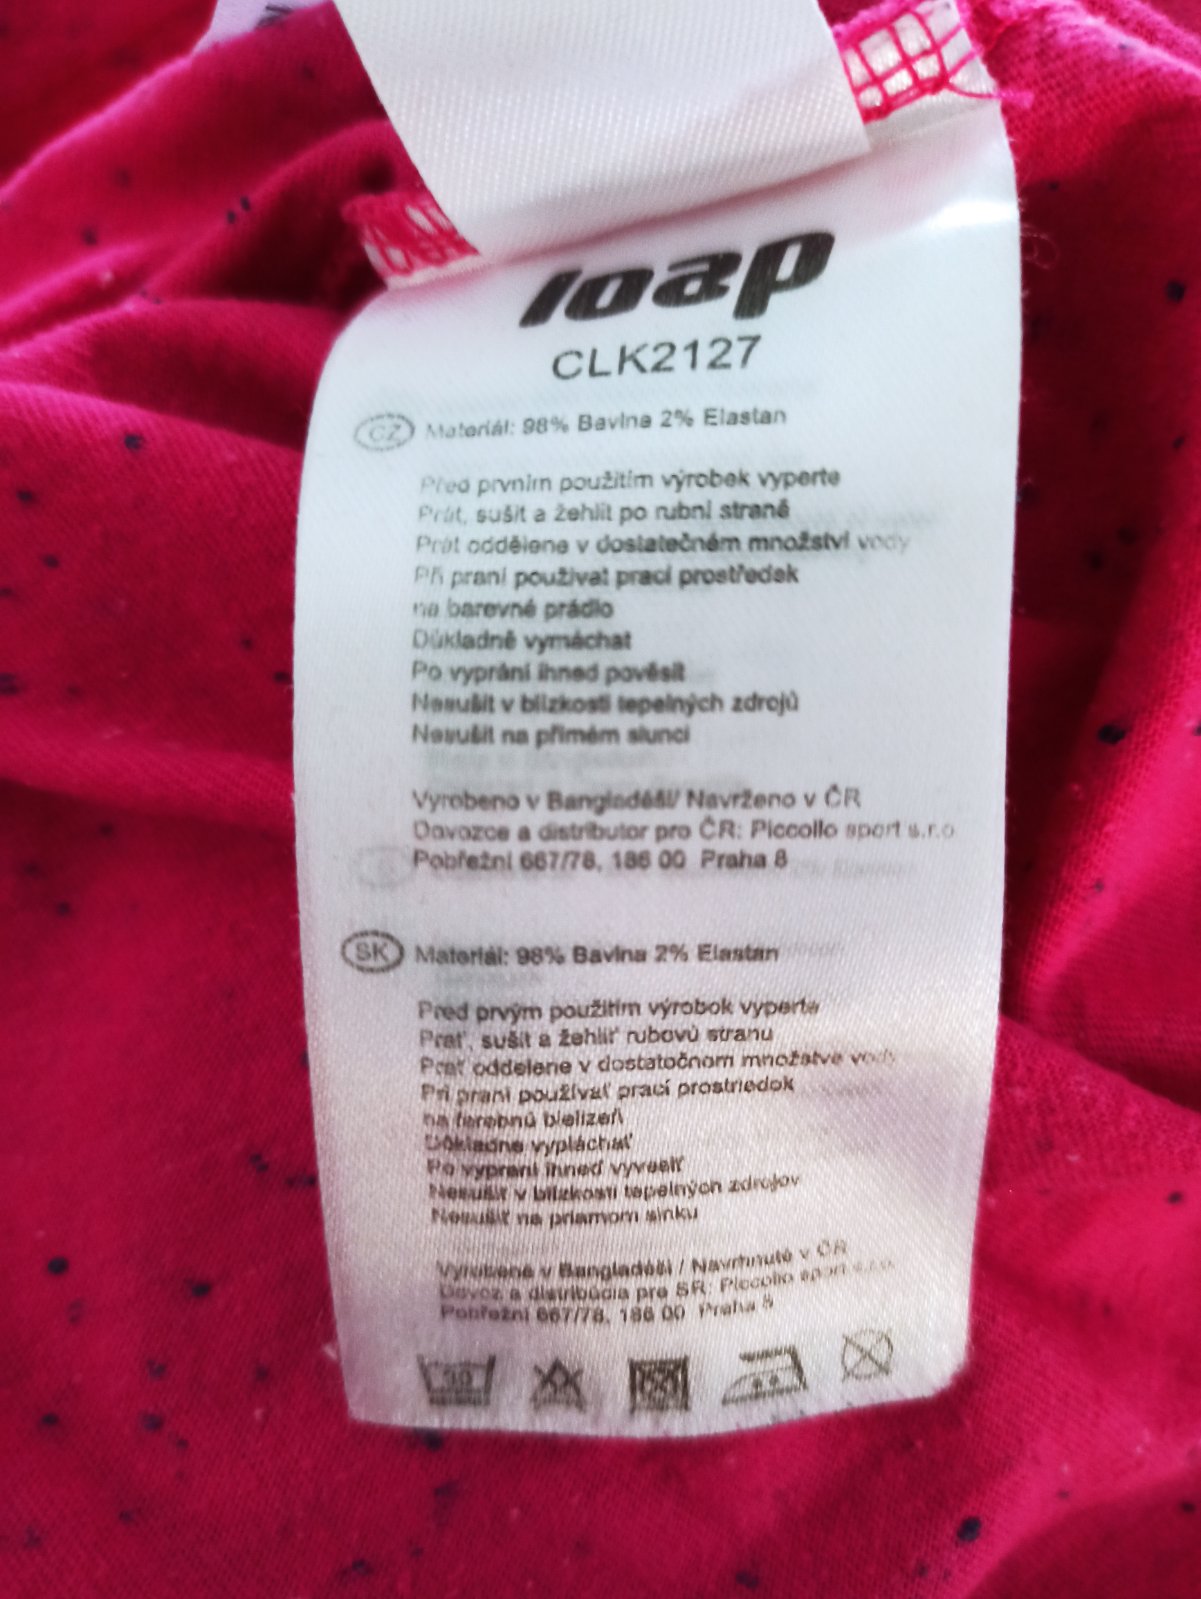 loap
CLK2127
CZ Materiál: 98% Bavlna 2% Elastan
Před prvním použitím výrobek vyperte
Prát, sušit a žehlit po rubní straně
Prát odděleně v dostatečném množství vody
Při praní používat prací prostředek
na barevné prádlo
Důkladně vymáchat
Po vyprání ihned pověsit
Nesušit v blízkosti tepelných zdrojů
Nesušit na přímém slunci
Vyrobeno v Bangladéši/ Navrženo v ČR
Dovozce a distributor pro ČR: Piccollo sport s.r.o
Pobřežní 667/78, 186 00 Praha 8
SK Materiál: 98% Bavlna 2% Elastan
Pred prvým použitím výrobok vyperte
Prať, sušiť a žehliť rubovú stranu
Prať oddelene v dostatočnom množstve vody
Pri praní používať prací prostriedok
na farebnú bielizeň
Dôkladne vypláchať
Po vypraní ihneď vyvesiť
Nesušiť v blízkosti tepelných zdrojov
Nesušiť na priamom slnku
Vyrobené v Bangladéši / Navrhnuté v ČR
Dovoz a distribúcia pre SR: Piccollo sport s.r.o.
Pobřežní 667/78, 186 00 Praha 8
30